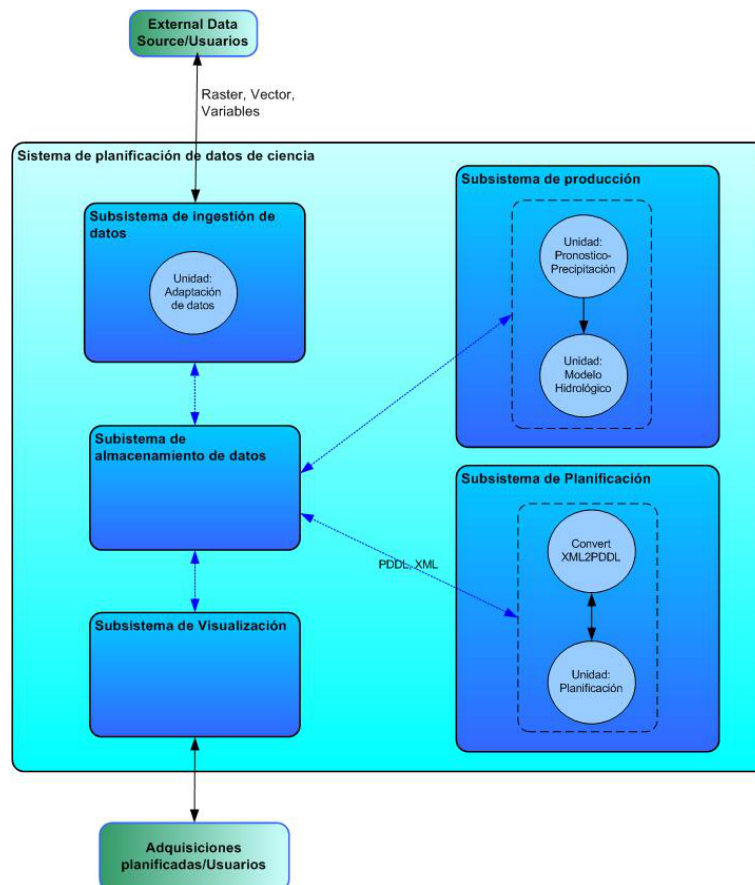 External Data
Source/Usuarios
Raster, Vector,
Variables
Sistema de planificación de datos de ciencia
Subsistema de ingestión de
datos
Unidad:
Adaptación
de datos
Subsistema de producción
Unidad:
Pronostico-
Precipitación
Unidad:
Modelo
Hidrológico
Subistema de
almacenamiento de datos
Subsistema de Planificación
Convert
XML2PDDL
PDDL, XML
Unidad:
Planificación
Subsistema de Visualización
Adquisiciones
planificadas/Usuarios